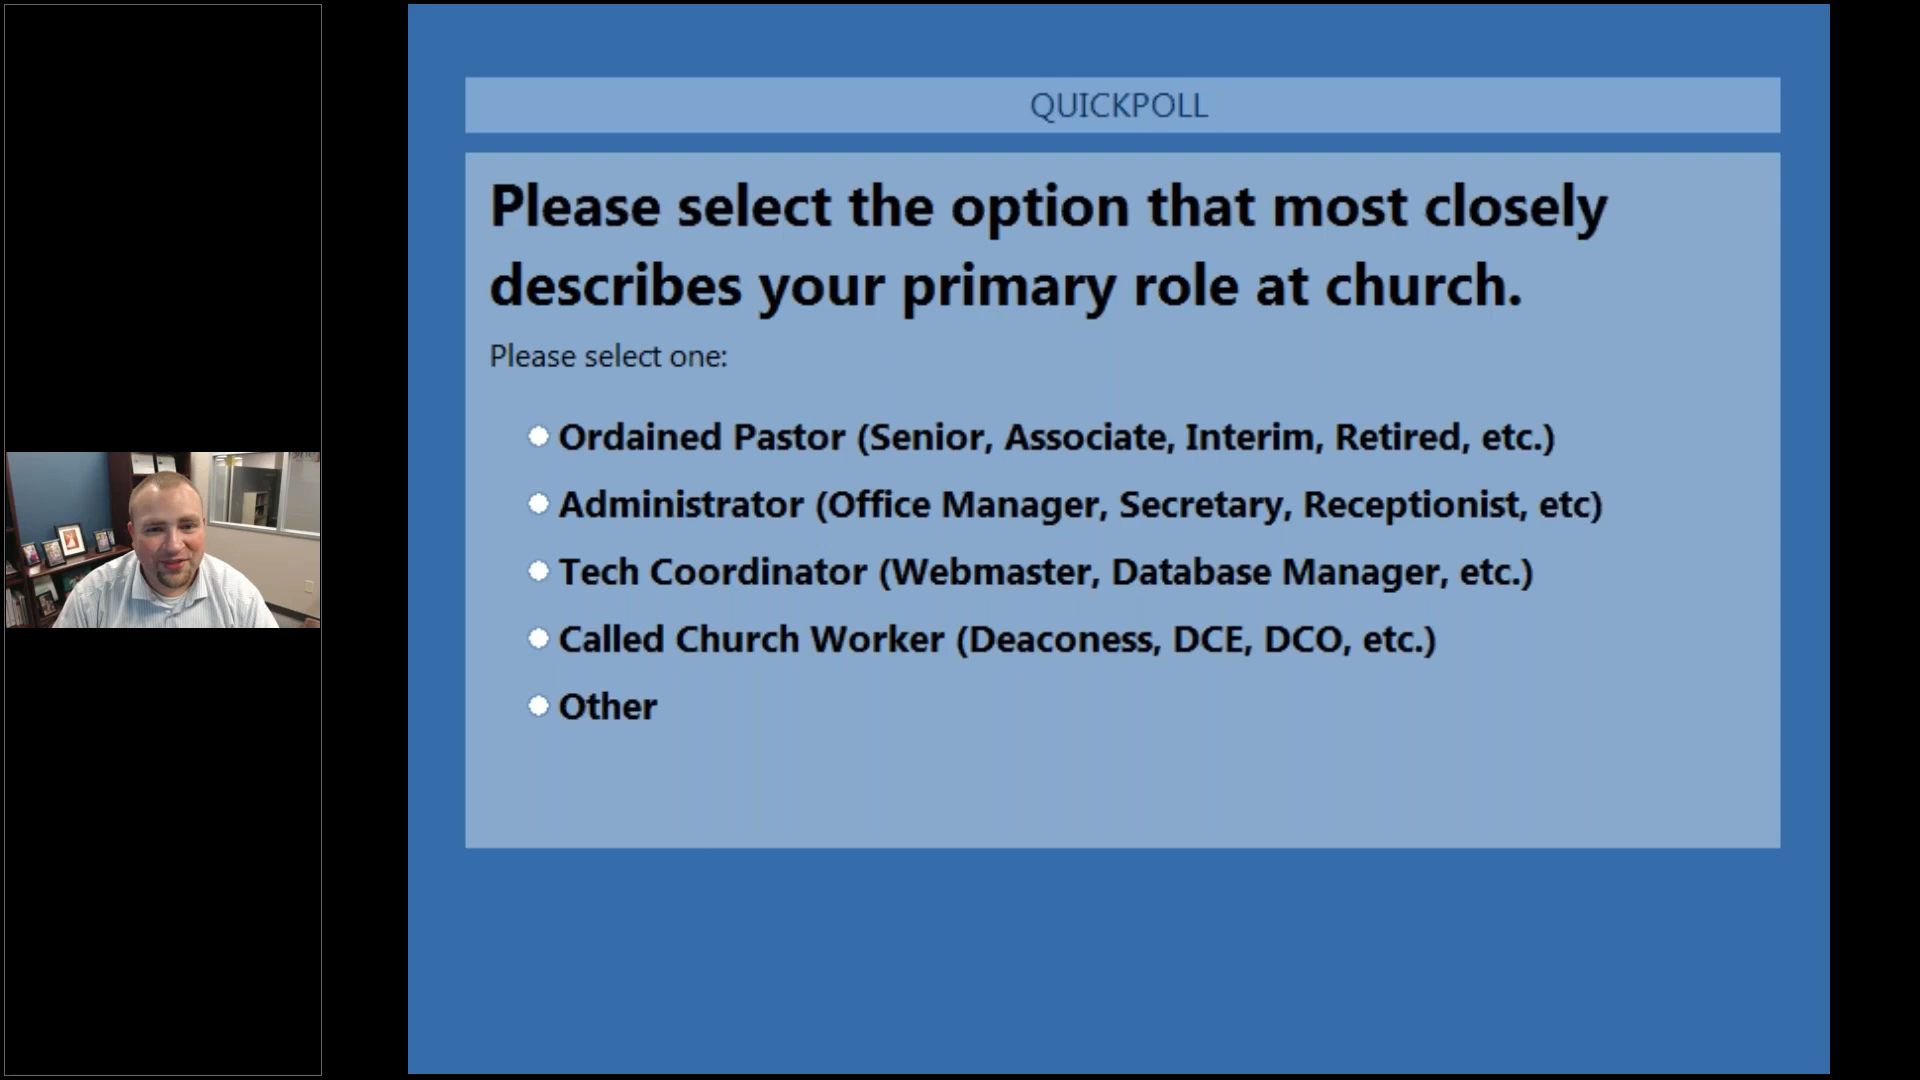 QUICKPOLL
Please select the option that most closely
describes your primary role at church.
Please select one:
Ordained Pastor (Senior, Associate, Interim, Retired, etc.)
Administrator (Office Manager, Secretary, Receptionist, etc)
Tech Coordinator (Webmaster, Database Manager, etc.)
Called Church Worker (Deaconess, DCE, DCO, etc.)
Other